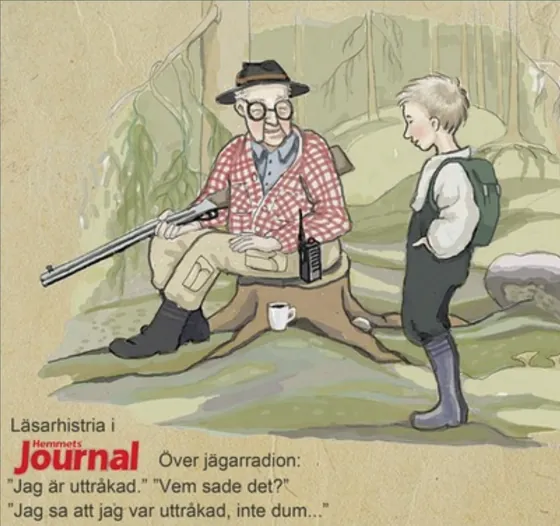 Läsarhistria i
Hemmets
Journal Över jägarradion:
"Jag är uttråkad." "Vem sade det?"
"Jag sa att jag var uttråkad, inte dum..."